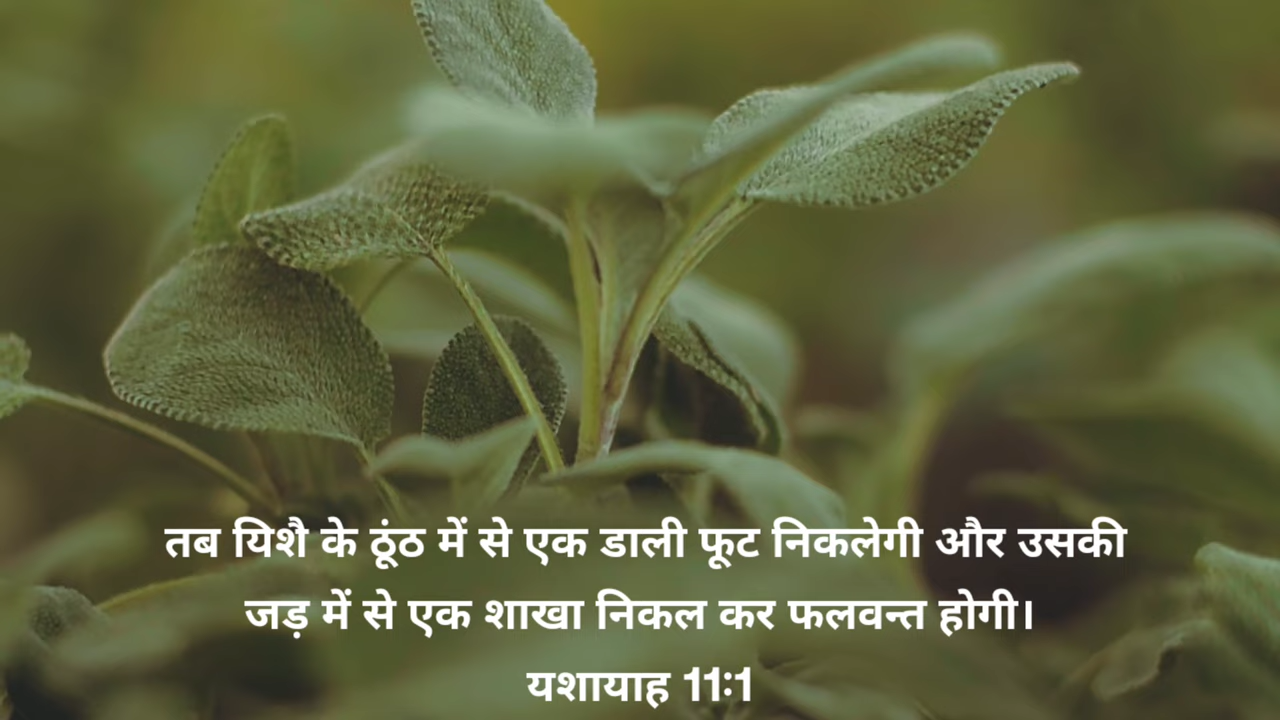 तब यिशै के ठूंठ में से एक डाली फूट निकलेगी और उसकी
जड़ में से एक शाखा निकल कर फलवन्त होगी।
यशायाह 11:1